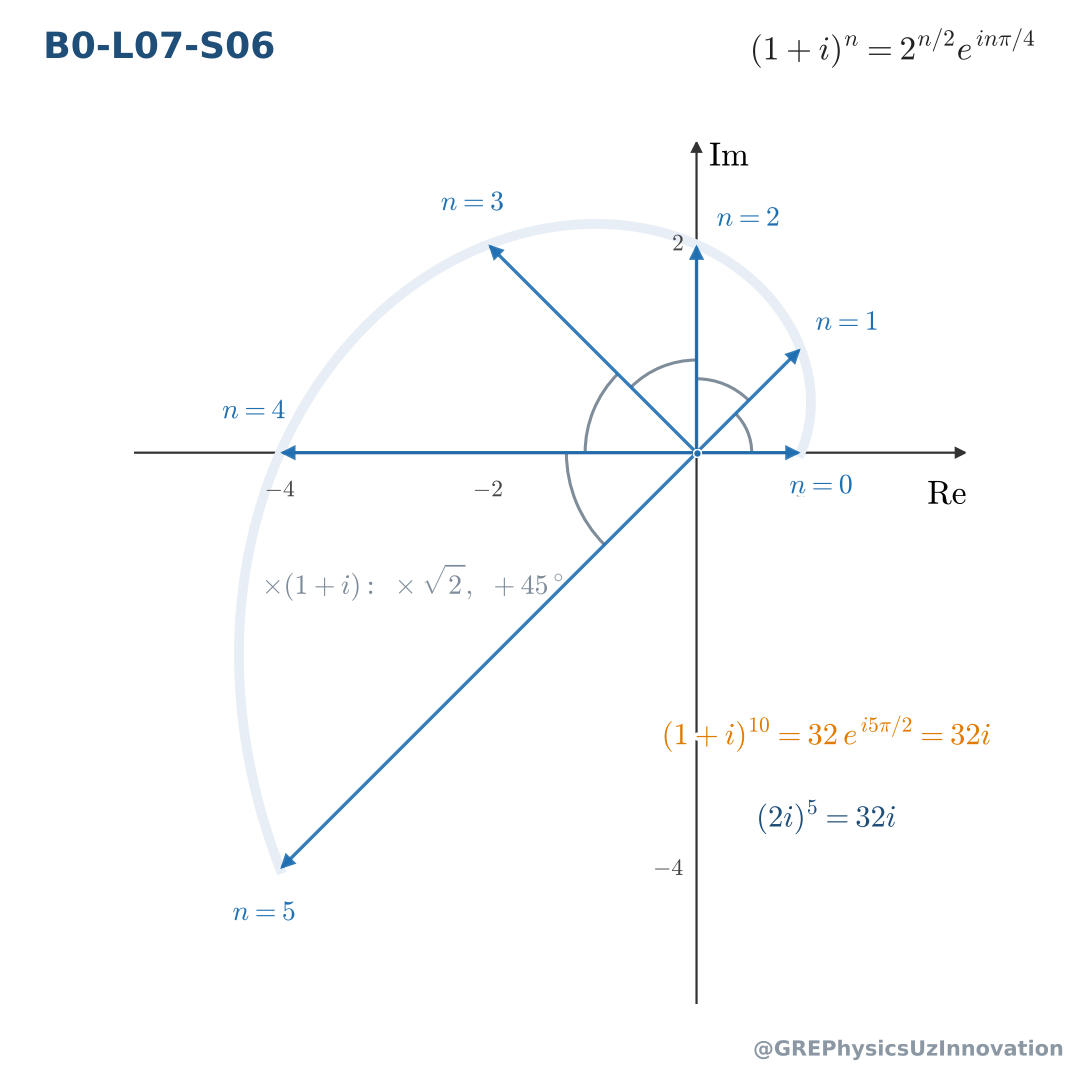 B0-L07-S06
(1 + i)^n = 2^{n/2} e^{inπ/4}
Im
n = 3
n = 2
2
n = 1
n = 4
n = 0
−4
−2
Re
×(1 + i) : × √2, +45°
(1 + i)^{10} = 32 e^{i5π/2} = 32i
(2i)^5 = 32i
−4
n = 5
@GREPhysicsUzInnovation